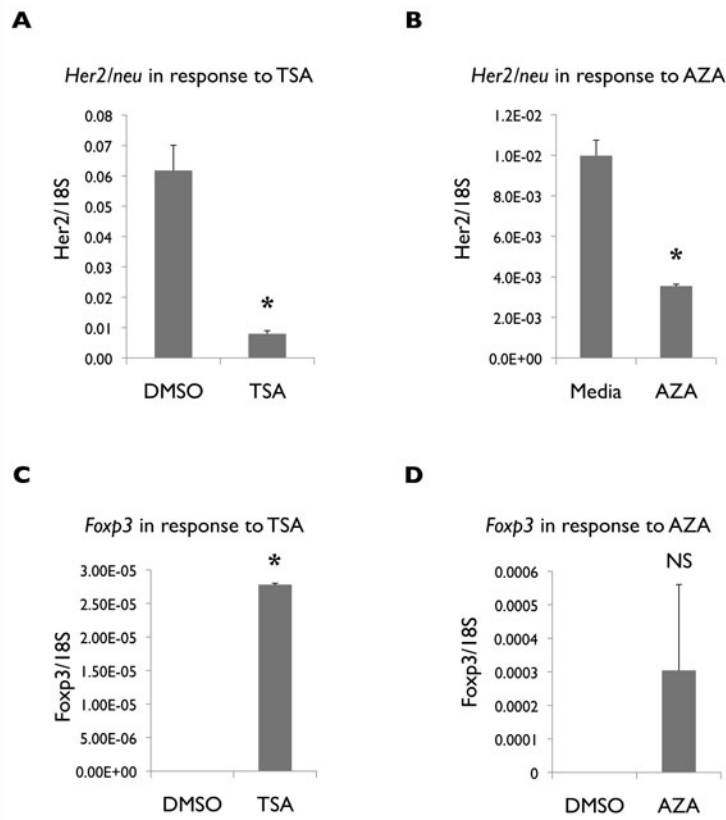 A
Her2/neu in response to TSA
Her2/18S
0.08
0.07
0.06
0.05
0.04
0.03
0.02
0.01
0.00
*
DMSO TSA
B
Her2/neu in response to AZA
Her2/18S
1.2E-02
1.0E-02
8.0E-03
6.0E-03
4.0E-03
2.0E-03
0.0E+00
*
Media AZA
C
Foxp3 in response to TSA
Foxp3/18S
3.00E-05
2.50E-05
2.00E-05
1.50E-05
1.00E-05
5.00E-06
0.00E+00
*
DMSO TSA
D
Foxp3 in response to AZA
Foxp3/18S
0.0006
0.0005
0.0004
0.0003
0.0002
0.0001
0
NS
DMSO AZA